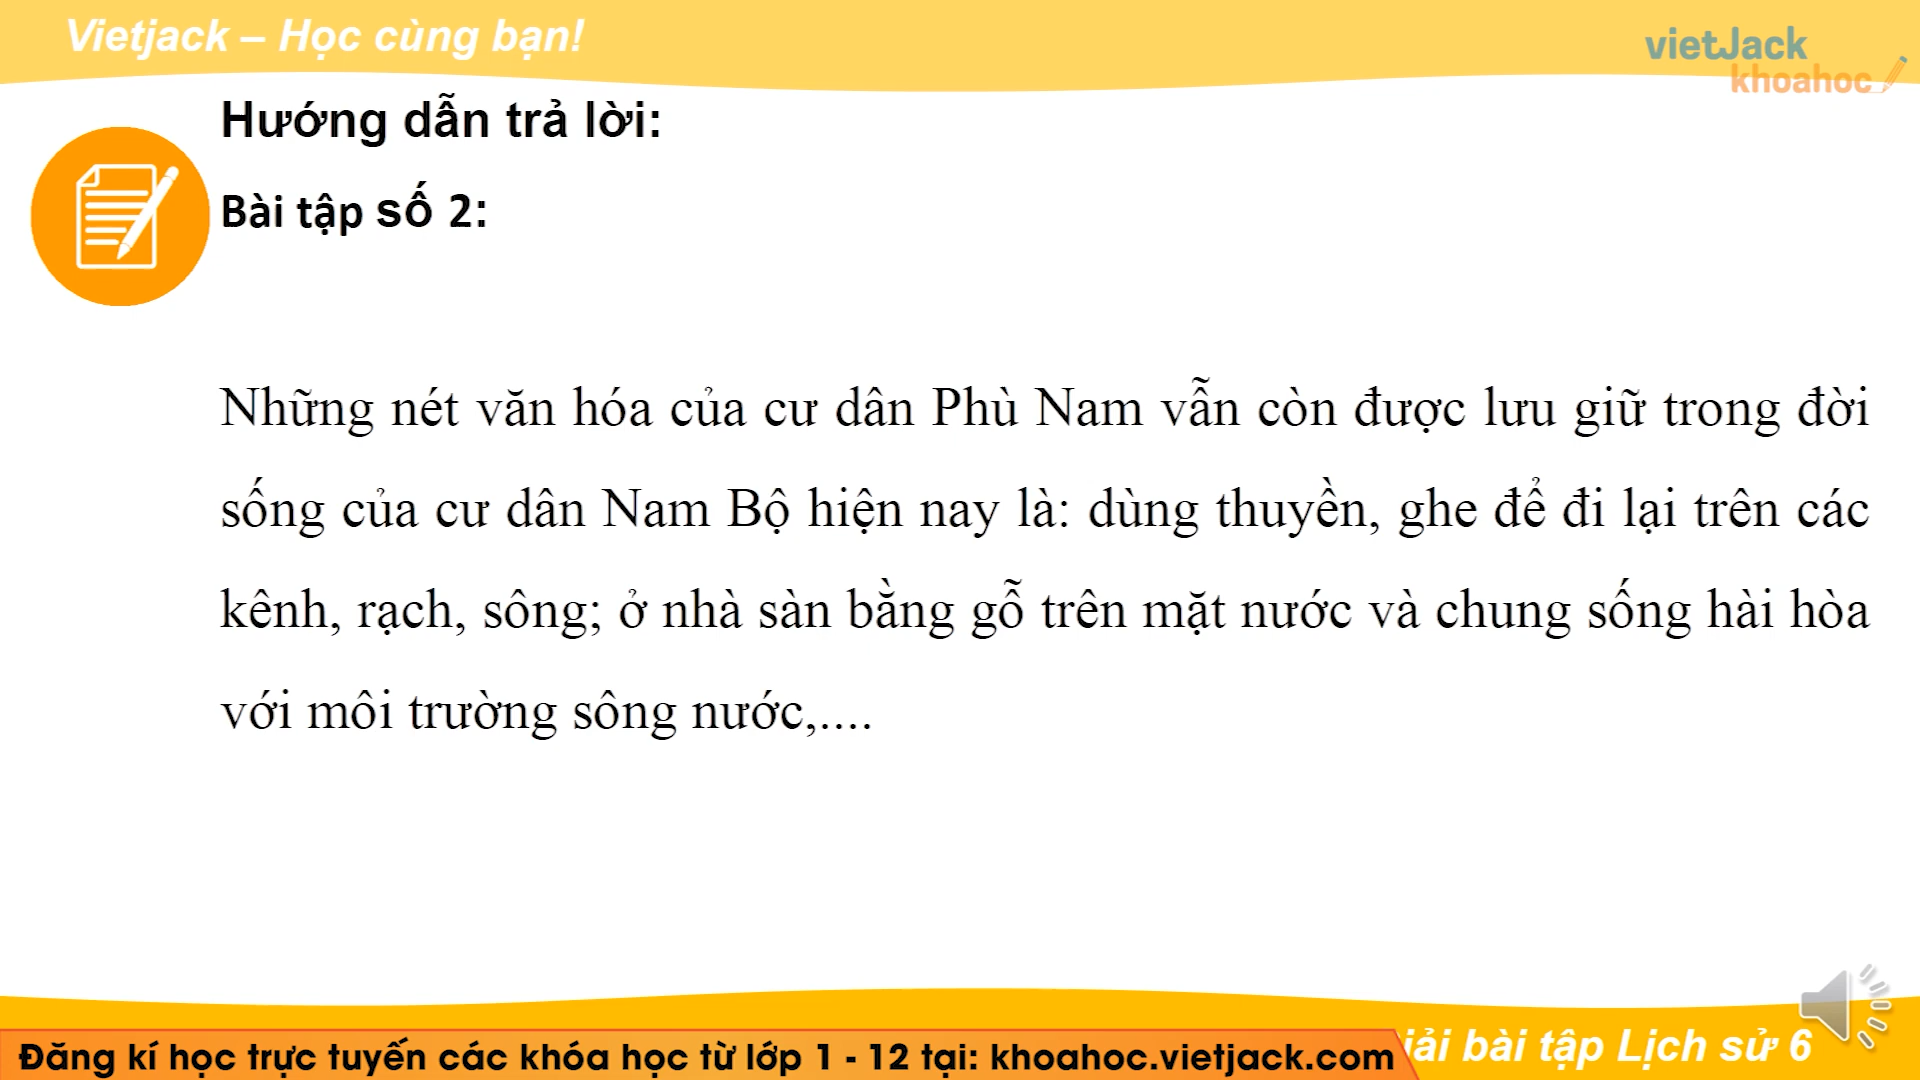 Vietjack – Học cùng bạn!
vietJack
khoahoc
Hướng dẫn trả lời:
Bài tập số 2:
Những nét văn hóa của cư dân Phù Nam vẫn còn được lưu giữ trong đời
sống của cư dân Nam Bộ hiện nay là: dùng thuyền, ghe để đi lại trên các
kênh, rạch, sông; ở nhà sàn bằng gỗ trên mặt nước và chung sống hài hòa
với môi trường sông nước,....
Đăng kí học trực tuyến các khóa học từ lớp 1 - 12 tại: khoahoc.vietjack.com
iải bài tập Lịch sử 6